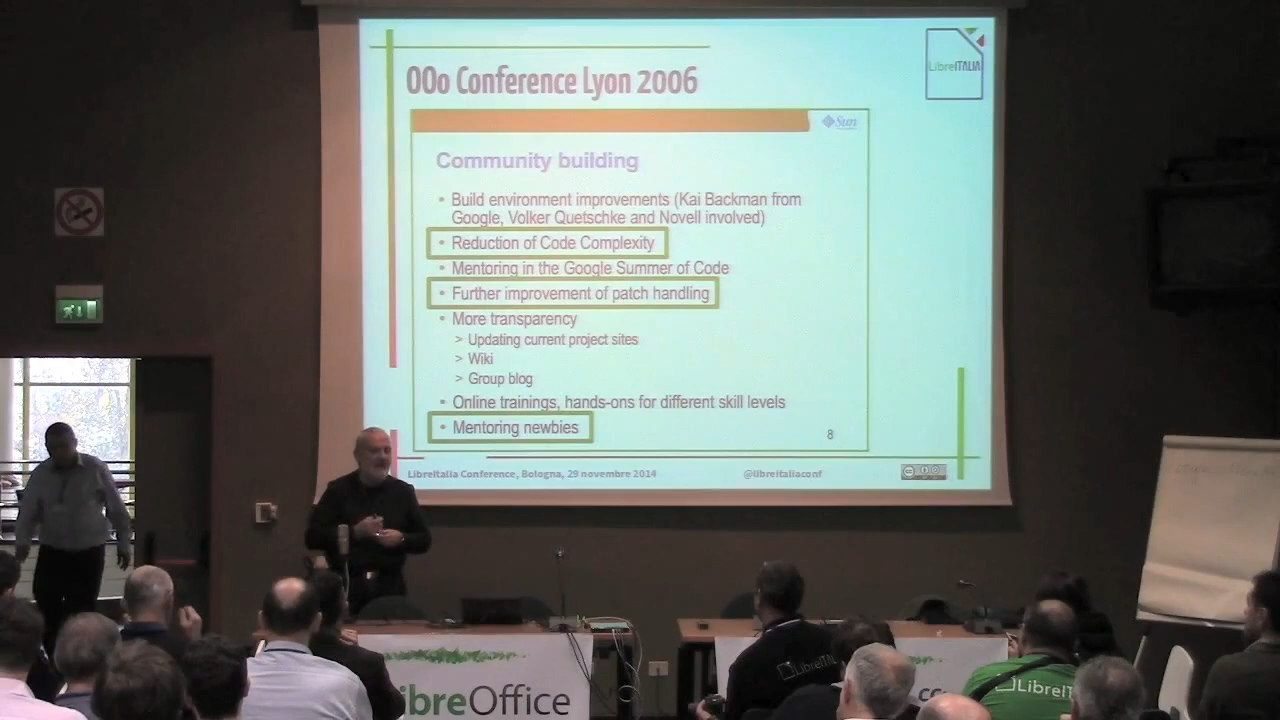 OOo Conference Lyon 2006
LibreITALIA
Sun
Community building
• Build environment improvements (Kai Backman from
Google, Volker Quetschke and Novell involved)
• Reduction of Code Complexity
• Mentoring in the Google Summer of Code
• Further improvement of patch handling
• More transparency
> Updating current project sites
> Wiki
> Group blog
• Online trainings, hands-on for different skill levels
• Mentoring newbies
8
LibreItalia Conference, Bologna, 29 novembre 2014
@libreitaliaconf
LibreITAL
LibreIT
ibreOffice